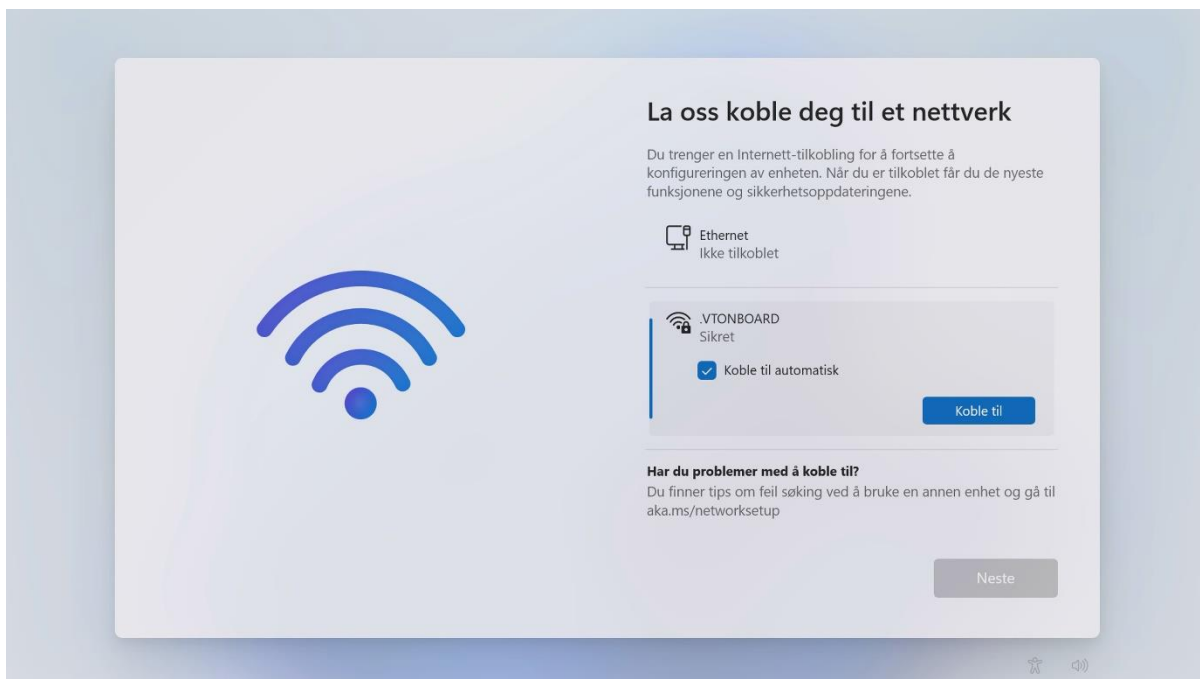 La oss koble deg til et nettverk
Du trenger en Internett-tilkobling for å fortsette å
konfigureringen av enheten. Når du er tilkoblet får du de nyeste
funksjonene og sikkerhetsoppdateringene.
Ethernet
Ikke tilkoblet
.VTONBOARD
Sikret
Koble til automatisk
Koble til
Har du problemer med å koble til?
Du finner tips om feil søking ved å bruke en annen enhet og gå til
aka.ms/networksetup
Neste